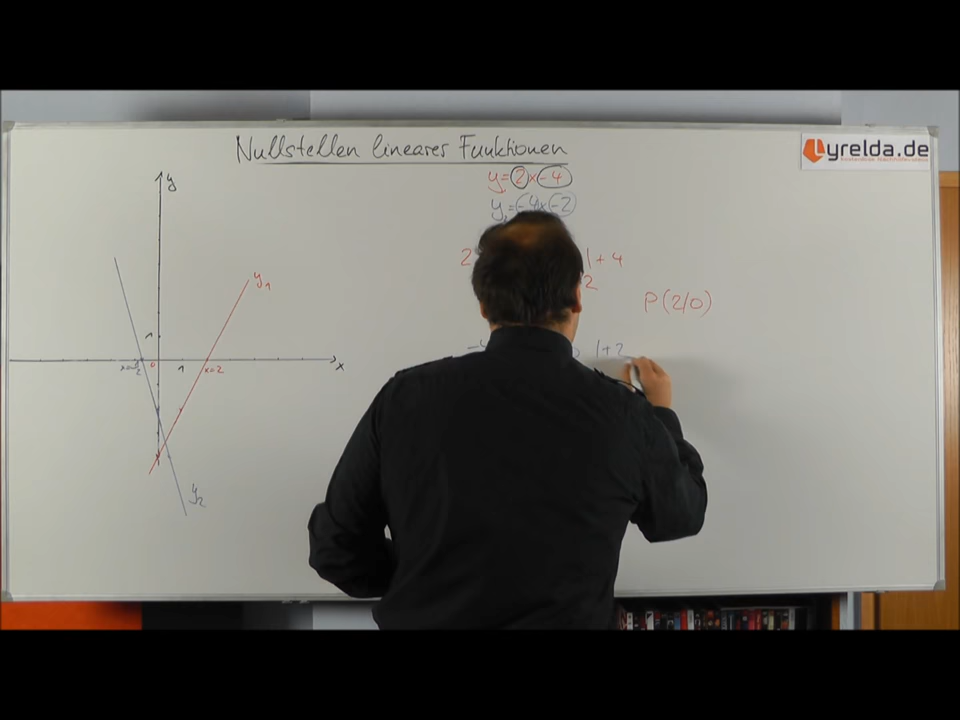 Nullstellen linearer Funktionen
lyrelda.de
y₁=2x-4
y₂=-4x-2
y
y₁
2
|+4
2
P(2/0)
1
|+2
0
1
x=2
x
y₂